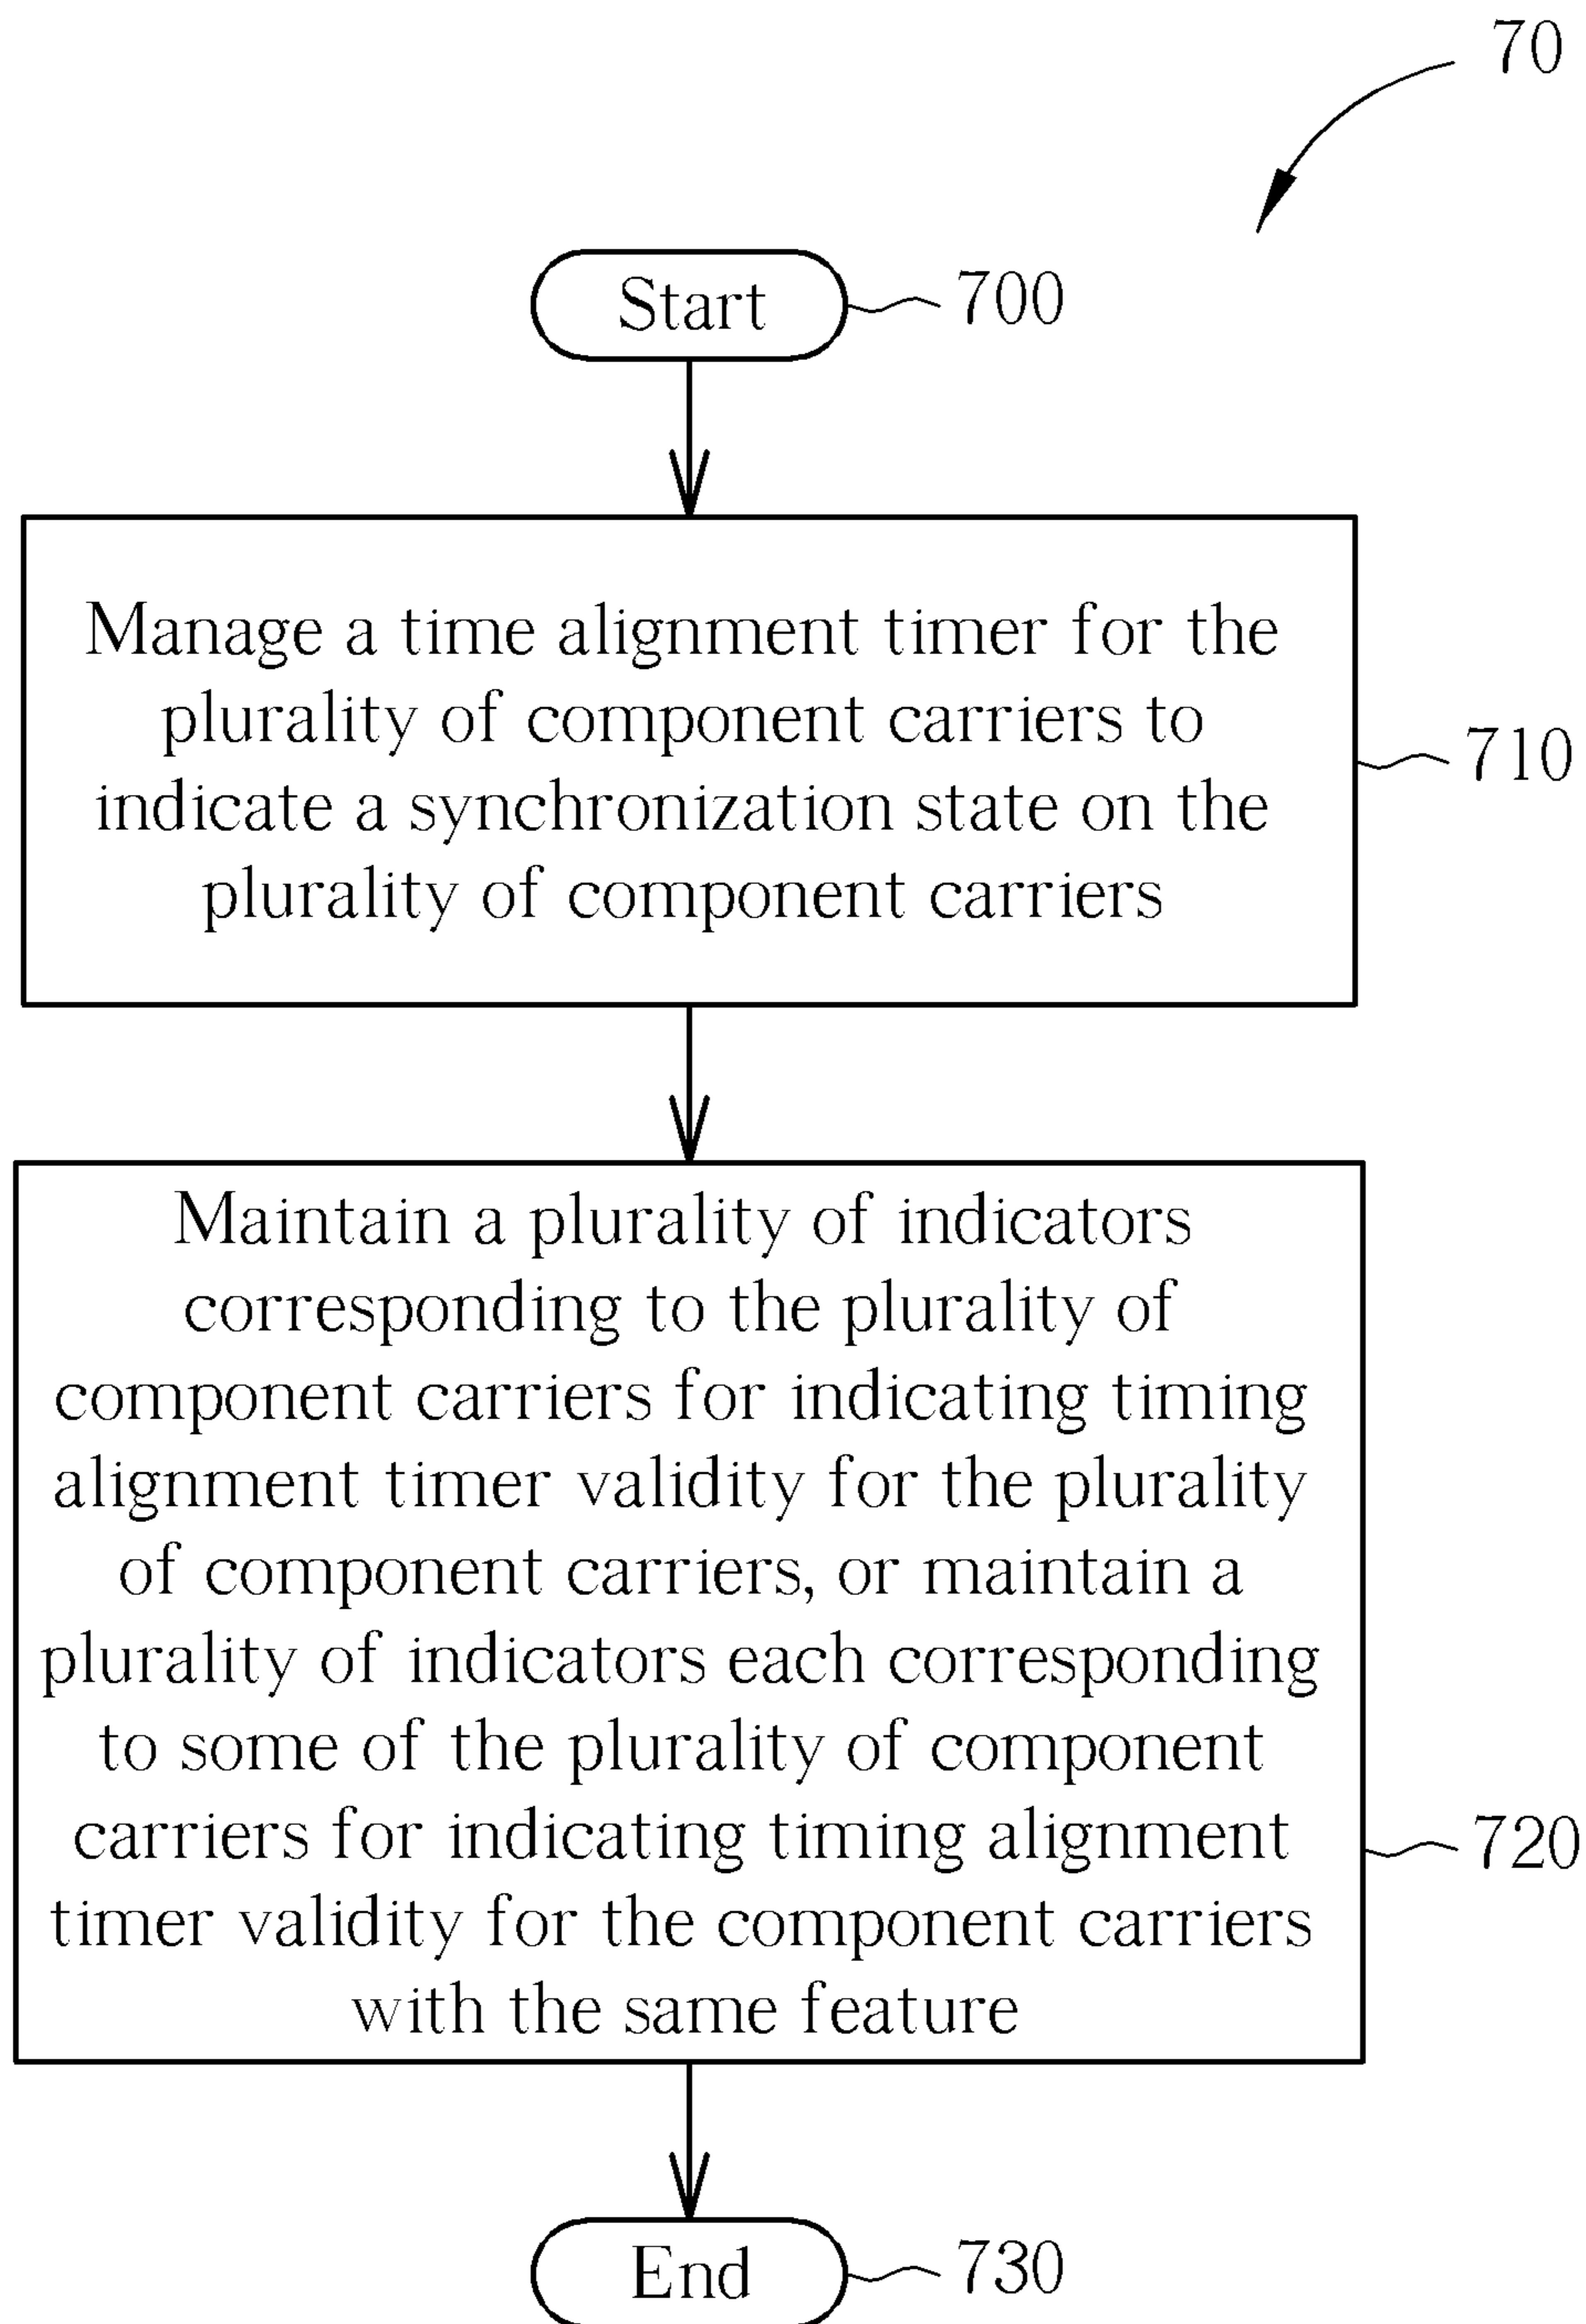 70
Start
700
Manage a time alignment timer for the
plurality of component carriers to
indicate a synchronization state on the
plurality of component carriers
710
Maintain a plurality of indicators
corresponding to the plurality of
component carriers for indicating timing
alignment timer validity for the plurality
of component carriers, or maintain a
plurality of indicators each corresponding
to some of the plurality of component
carriers for indicating timing alignment
timer validity for the component carriers
with the same feature
720
End
730